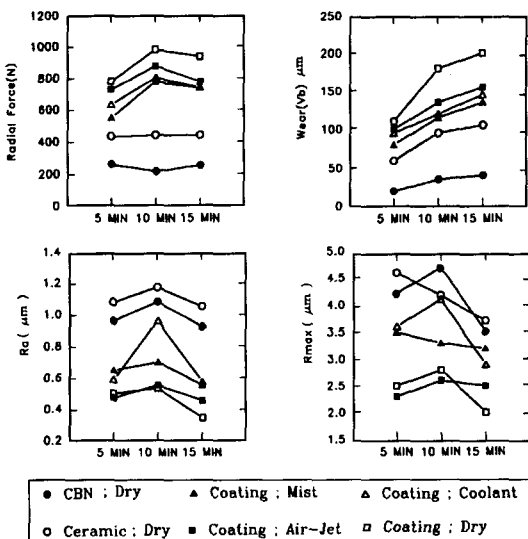 Radial Force(N)
1200
1000
800
600
400
200
0
5 MIN 10 MIN 15 MIN
Wear(Vb) μm
250
200
150
100
50
0
5 MIN 10 MIN 15 MIN
Ra( μm)
1.4
1.2
1.0
0.8
0.6
0.4
0.2
5 MIN 10 MIN 15 MIN
Rmax( μm)
5.0
4.5
4.0
3.5
3.0
2.5
2.0
1.5
5 MIN 10 MIN 15 MIN
CBN ; Dry
Coating ; Mist
Coating ; Coolant
Ceramic ; Dry
Coating ; Air-Jet
Coating ; Dry